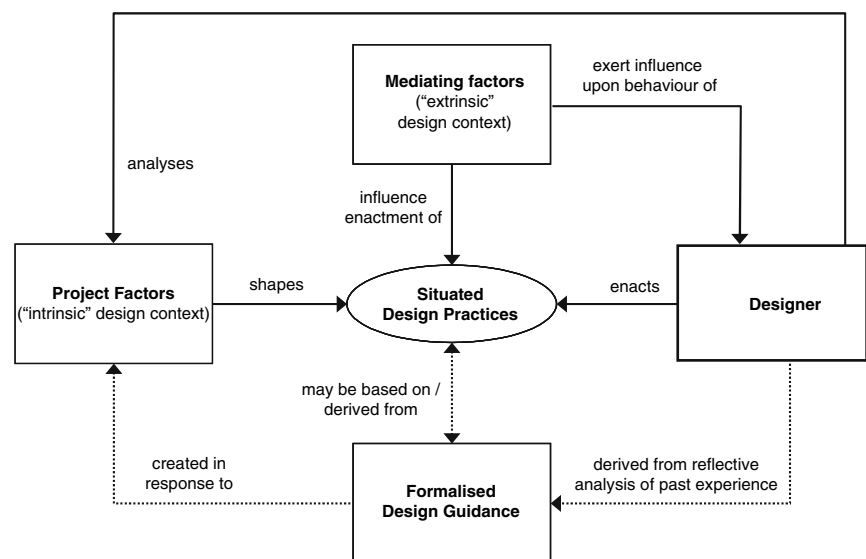 Mediating factors
(“extrinsic”
design context)
exert influence
upon behaviour of
analyses
influence
enactment of
Project Factors
(“intrinsic” design context)
shapes
Situated
Design Practices
enacts
Designer
may be based on /
derived from
created in
response to
Formalised
Design Guidance
derived from reflective
analysis of past experience